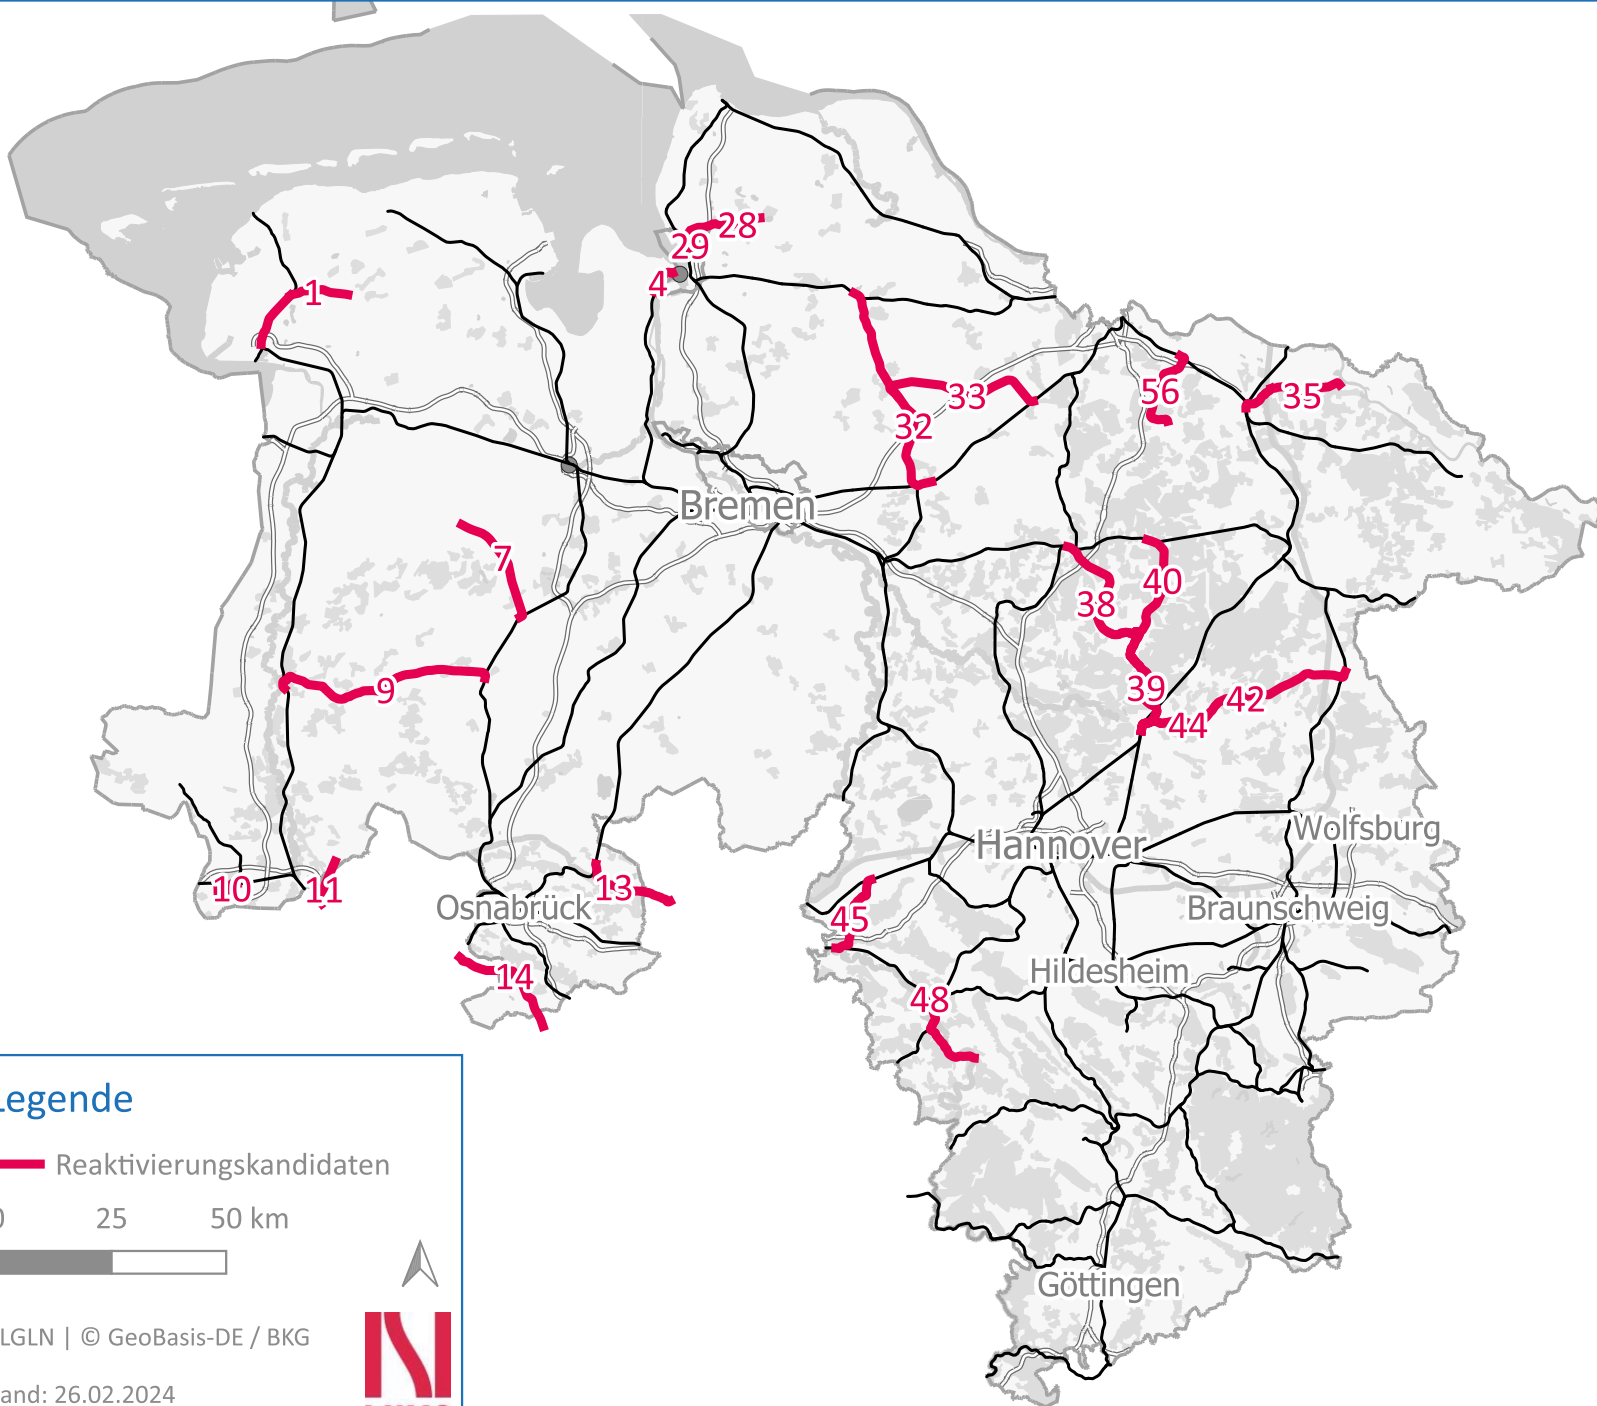 28
29
4
1
33
56
35
32
Bremen
7
40
38
9
39
42
44
Wolfsburg
Hannover
10
11
13
Osnabrück
45
Braunschweig
Hildesheim
14
48
Legende
Reaktivierungskandidaten
0 25 50 km
Göttingen
LGLN | © GeoBasis-DE / BKG
and: 26.02.2024